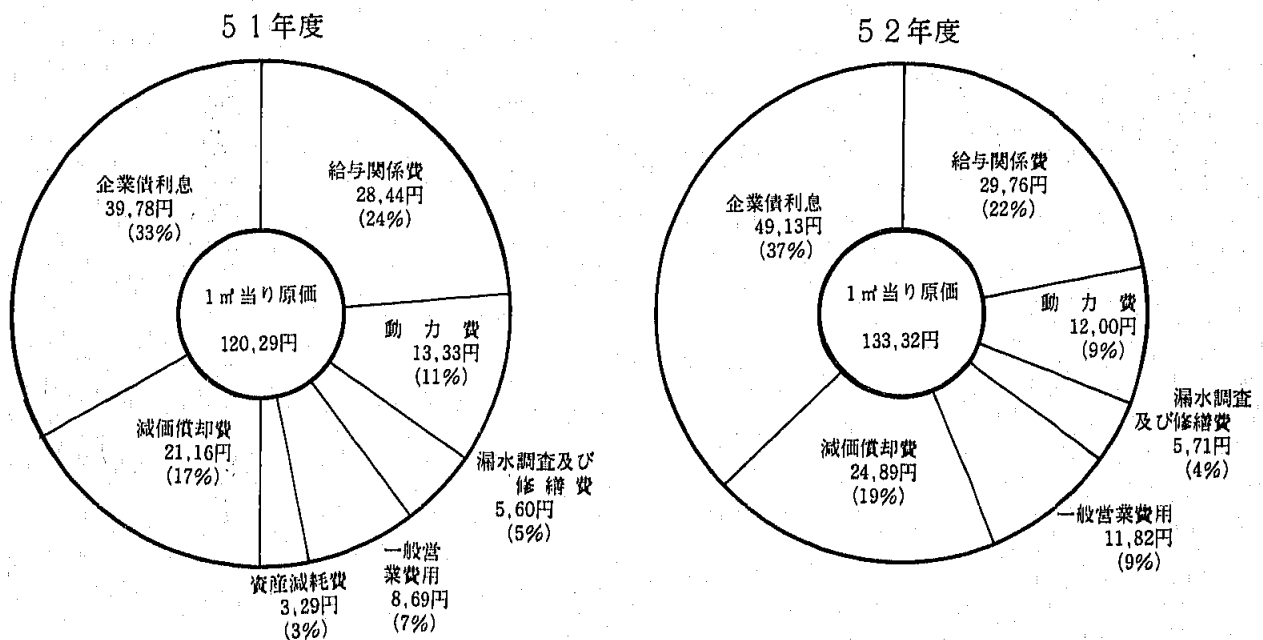 51年度
給与関係費
28,44円
(24%)
動力費
13,33円
(11%)
漏水調査及び
修繕費
5,60円
(5%)
一般営
業費用
8,69円
(7%)
資産減耗費
3,29円
(3%)
減価償却費
21,16円
(17%)
企業債利息
39,78円
(33%)
1㎡当り原価
120,29円
52年度
給与関係費
29,76円
(22%)
動力費
12,00円
(9%)
漏水調査
及び修繕費
5,71円
(4%)
一般営業費用
11,82円
(9%)
減価償却費
24,89円
(19%)
企業債利息
49,13円
(37%)
1㎡当り原価
133,32円